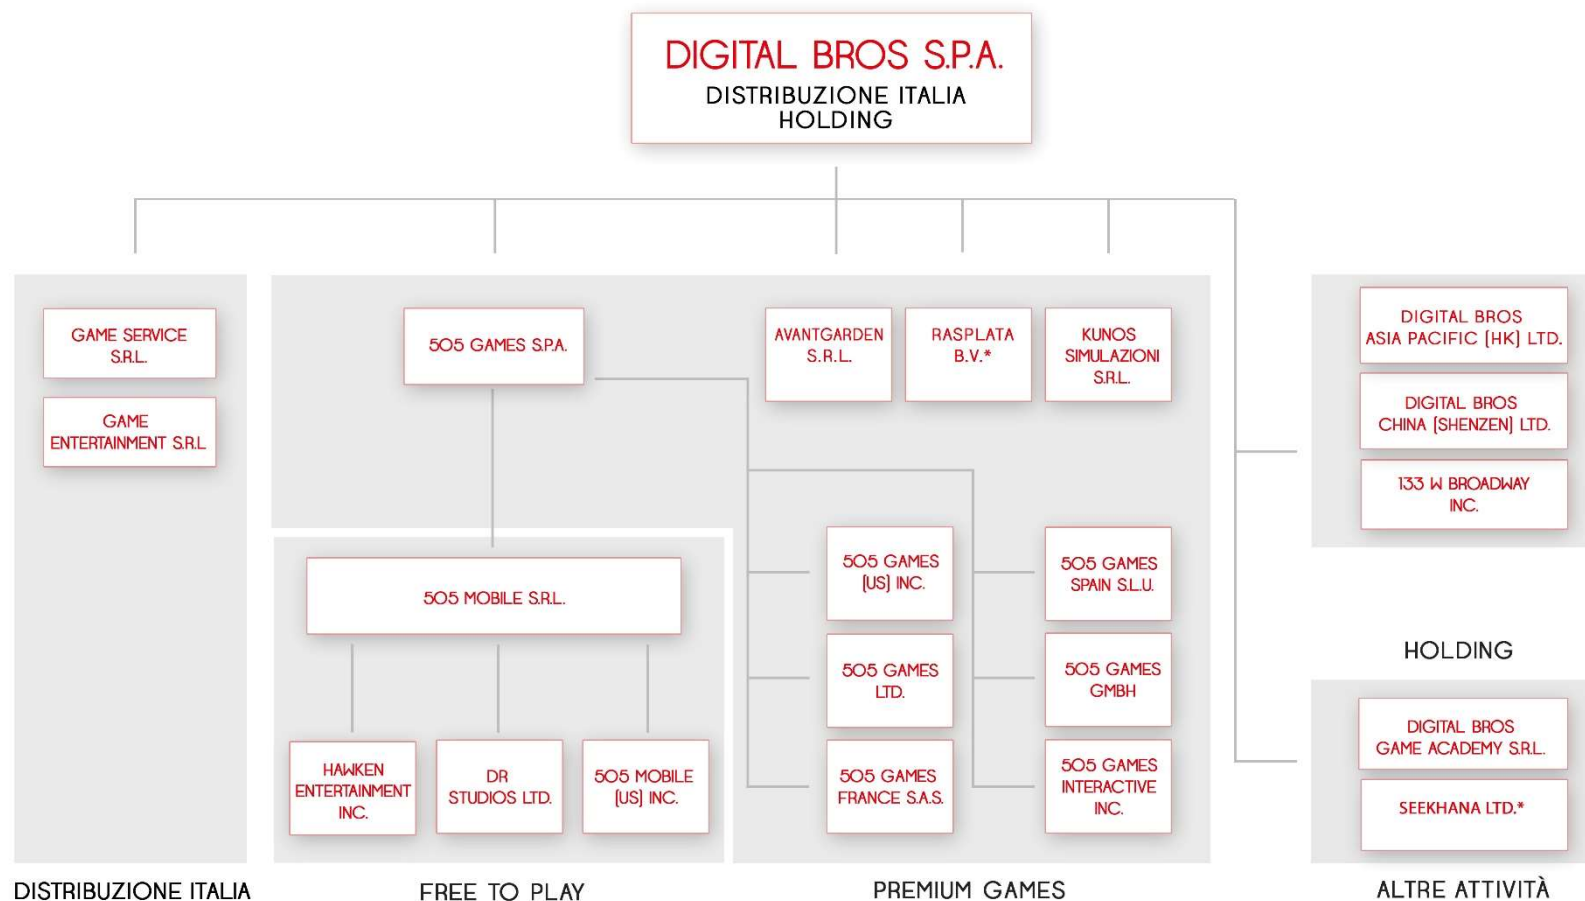 DIGITAL BROS S.P.A.
DISTRIBUZIONE ITALIA
HOLDING
GAME SERVICE
S.R.L.
GAME
ENTERTAINMENT S.R.L
DISTRIBUZIONE ITALIA
505 GAMES S.P.A.
AVANTGARDEN
S.R.L.
RASPLATA
B.V.*
KUNOS
SIMULAZIONI
S.R.L.
505 MOBILE S.R.L.
HAWKEN
ENTERTAINMENT
INC.
DR
STUDIOS LTD.
505 MOBILE
(US) INC.
FREE TO PLAY
505 GAMES
(US) INC.
505 GAMES
LTD.
505 GAMES
FRANCE S.A.S.
505 GAMES
SPAIN S.L.U.
505 GAMES
GMBH
505 GAMES
INTERACTIVE
INC.
PREMIUM GAMES
DIGITAL BROS
ASIA PACIFIC (HK) LTD.
DIGITAL BROS
CHINA (SHENZEN) LTD.
133 W BROADWAY
INC.
HOLDING
DIGITAL BROS
GAME ACADEMY S.R.L.
SEEKHANA LTD.*
ALTRE ATTIVITÀ